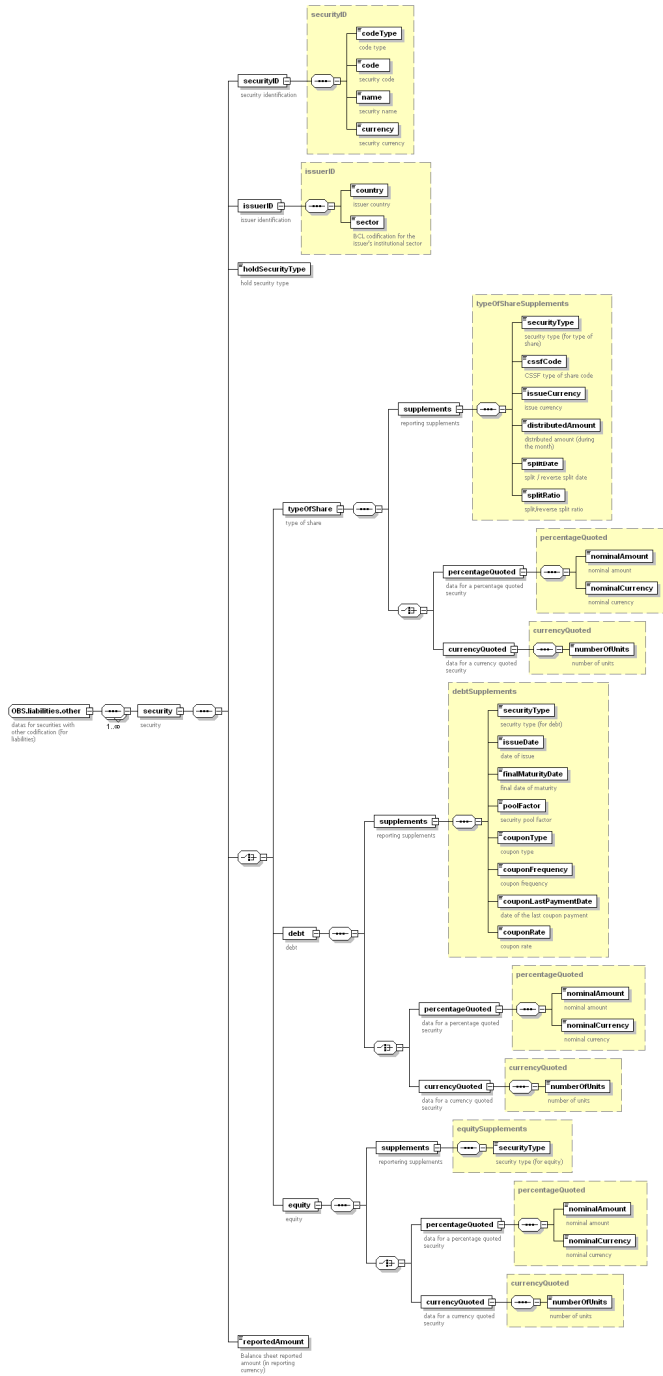 securityID
codeType
code type
code
security code
name
security name
currency
security currency
securityID
security identification
issuerID
country
issuer country
sector
BCL codification for the
issuer's institutional sector
issuerID
issuer identification
holdSecurityType
hold security type
typeOfShareSupplements
securityType
security type (for type of
share)
cssfCode
CSSF type of share code
issueCurrency
issue currency
distributedAmount
distributed amount (during
the month)
splitDate
split / reverse split date
splitRatio
split/reverse split ratio
supplements
reporting supplements
typeOfShare
type of share
percentageQuoted
nominalAmount
nominal amount
nominalCurrency
nominal currency
percentageQuoted
data for a percentage quoted
security
currencyQuoted
numberOfUnits
number of units
currencyQuoted
data for a currency quoted
security
OBS.liabilities.other
datas for securities with
other codification (for
liabilities)
1..∞
security
security
debtSupplements
securityType
security type (for debt)
issueDate
date of issue
finalMaturityDate
final date of maturity
poolFactor
security pool factor
couponType
coupon type
couponFrequency
coupon frequency
couponLastPaymentDate
date of the last coupon payment
couponRate
coupon rate
supplements
reporting supplements
debt
debt
percentageQuoted
nominalAmount
nominal amount
nominalCurrency
nominal currency
percentageQuoted
data for a percentage quoted
security
currencyQuoted
numberOfUnits
number of units
currencyQuoted
data for a currency quoted
security
equitySupplements
securityType
security type (for equity)
supplements
reportering supplements
equity
equity
percentageQuoted
nominalAmount
nominal amount
nominalCurrency
nominal currency
percentageQuoted
data for a percentage quoted
security
currencyQuoted
numberOfUnits
number of units
currencyQuoted
data for a currency quoted
security
reportedAmount
Balance sheet reported
amount (in reporting
currency)